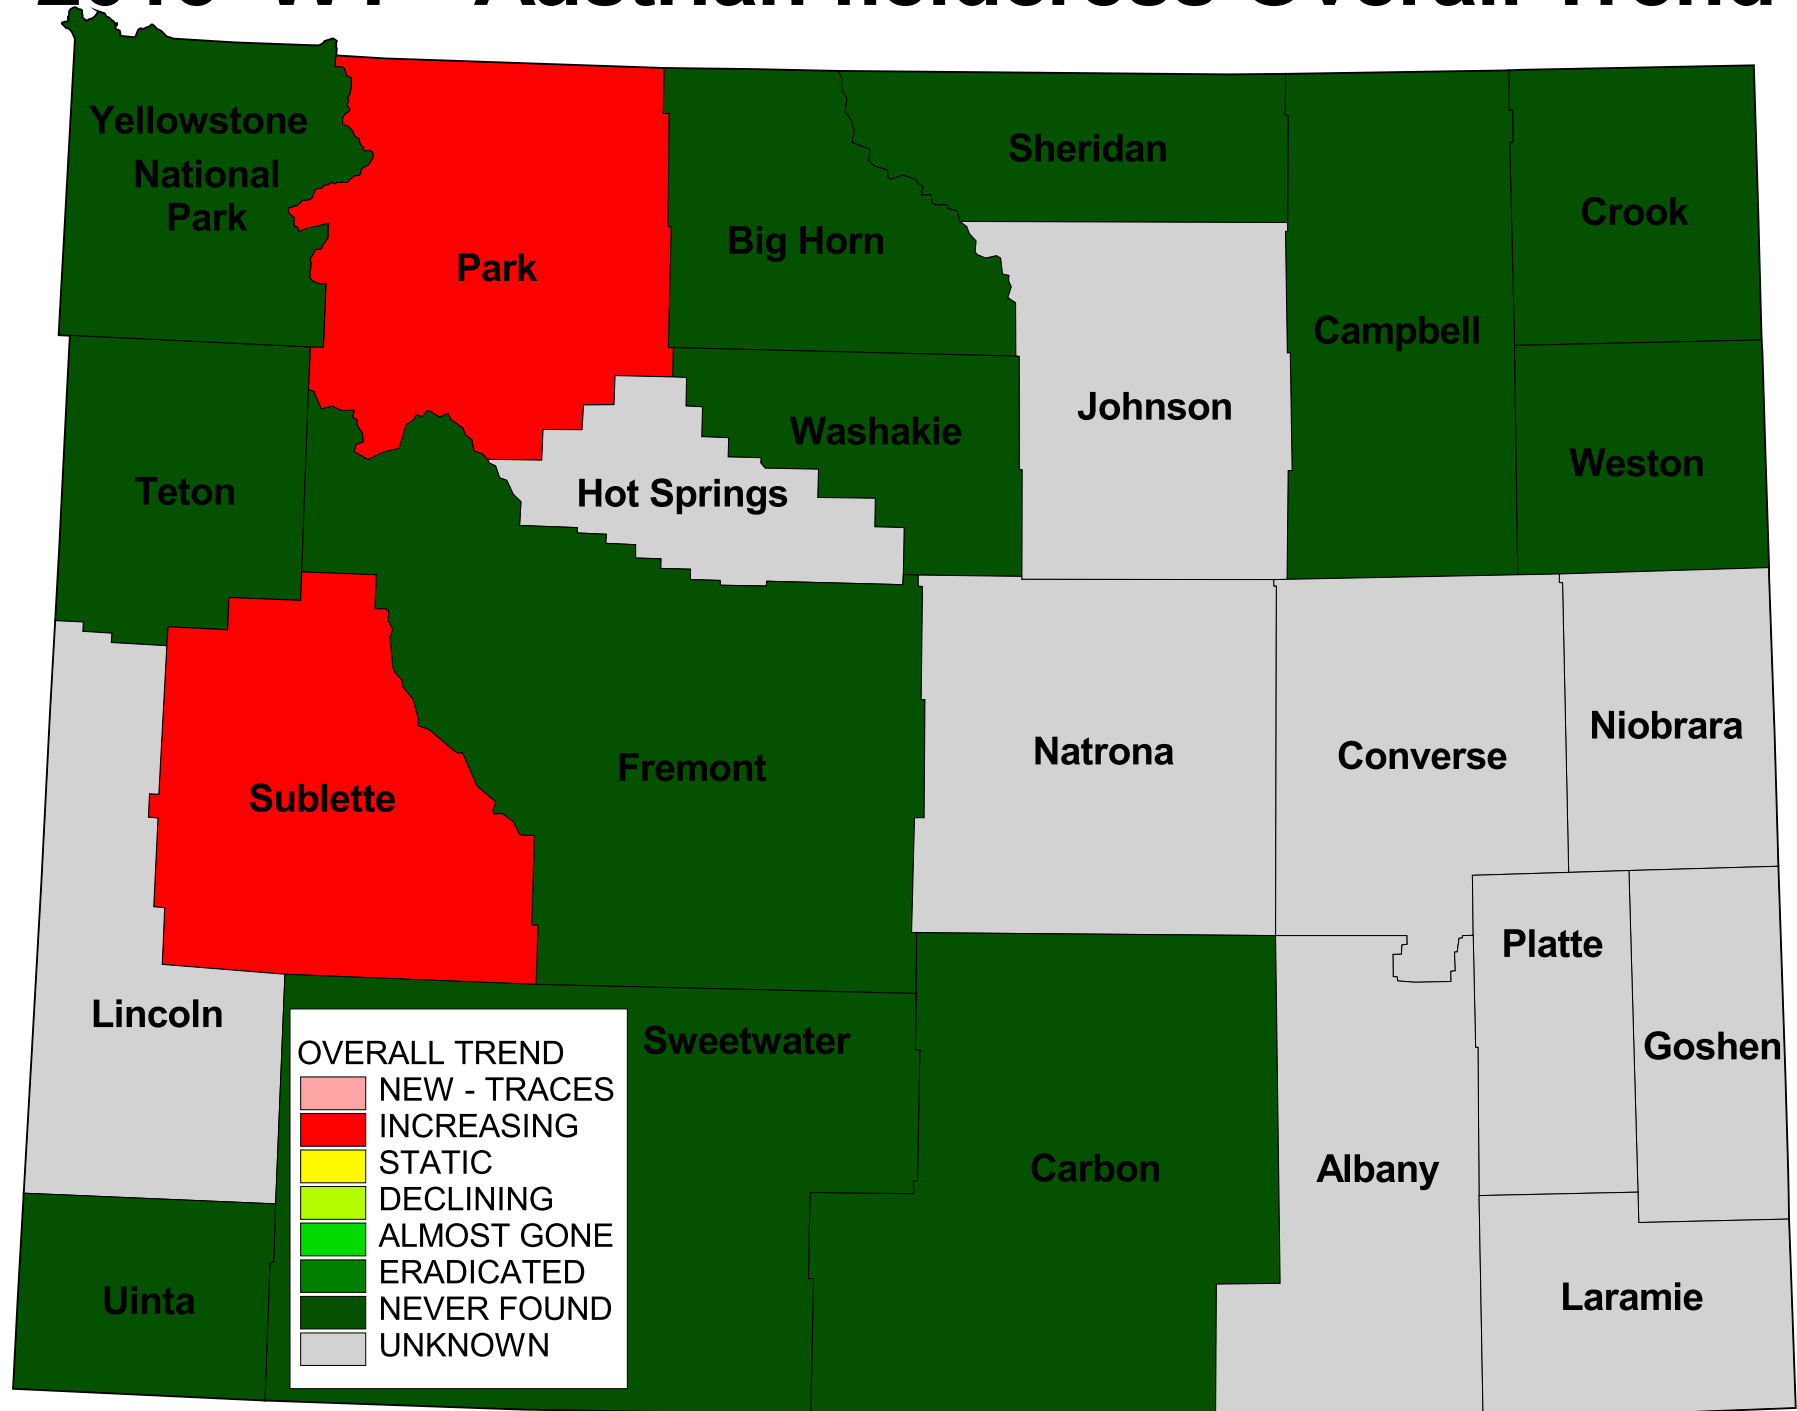 Yellowstone
National
Park
Park
Big Horn
Sheridan
Crook
Campbell
Johnson
Washakie
Weston
Teton
Hot Springs
Fremont
Natrona
Converse
Niobrara
Sublette
Platte
Lincoln
Sweetwater
Goshen
Carbon
Albany
Uinta
Laramie
OVERALL TREND
NEW - TRACES
INCREASING
STATIC
DECLINING
ALMOST GONE
ERADICATED
NEVER FOUND
UNKNOWN